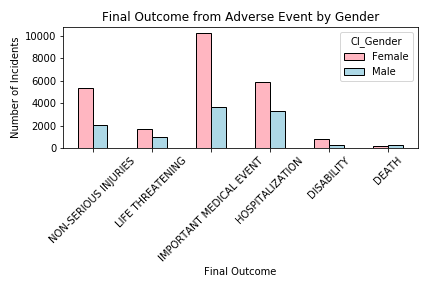 Final Outcome from Adverse Event by Gender
CI_Gender
Female
Male
Number of Incidents
10000
8000
6000
4000
2000
0
NON-SERIOUS INJURIES
LIFE THREATENING
IMPORTANT MEDICAL EVENT
HOSPITALIZATION
DISABILITY
DEATH
Final Outcome